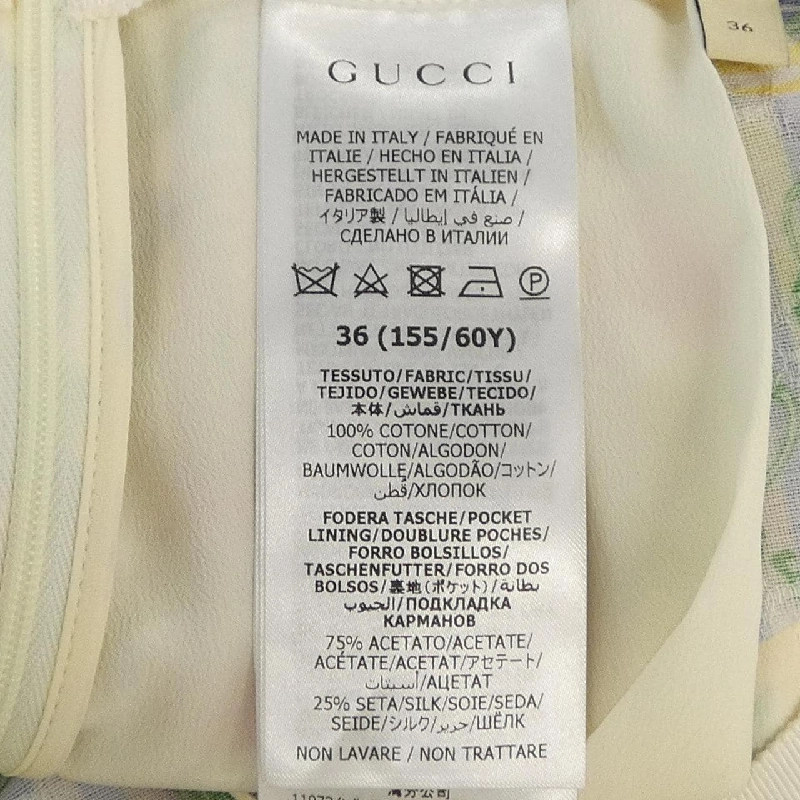 36
GUCCI
MADE IN ITALY / FABRIQUÉ EN
ITALIE / HECHO EN ITALIA /
HERGESTELLT IN ITALIEN /
FABRICADO EM ITÁLIA /
イタリア製 / صنع في إيطاليا /
СДЕЛАНО В ИТАЛИИ
P
36 (155/60Y)
TESSUTO/FABRIC/TISSU/
TEJIDO/GEWEBE/TECIDO/
本体/قماش/ТКАНЬ
100% COTONE/COTTON/
COTON/ALGODON/
BAUMWOLLE/ALGODÃO/コットン/
قطن/ХЛОПОК
FODERA TASCHE/POCKET
LINING/DOUBLURE POCHES/
FORRO BOLSILLOS/
TASCHENFUTTER/FORRO DOS
BOLSOS/裏地(ポケット)/بطانة
الجيوب/ПОДКЛАДКА
КАРМАНОВ
75% ACETATO/ACETATE/
ACÉTATE/ACETAT/アセテート/
أسيتات/АЦЕТАТ
25% SETA/SILK/SOIE/SEDA/
SEIDE/シルク/حرير/ШЁЛК
NON LAVARE / NON TRATTARE